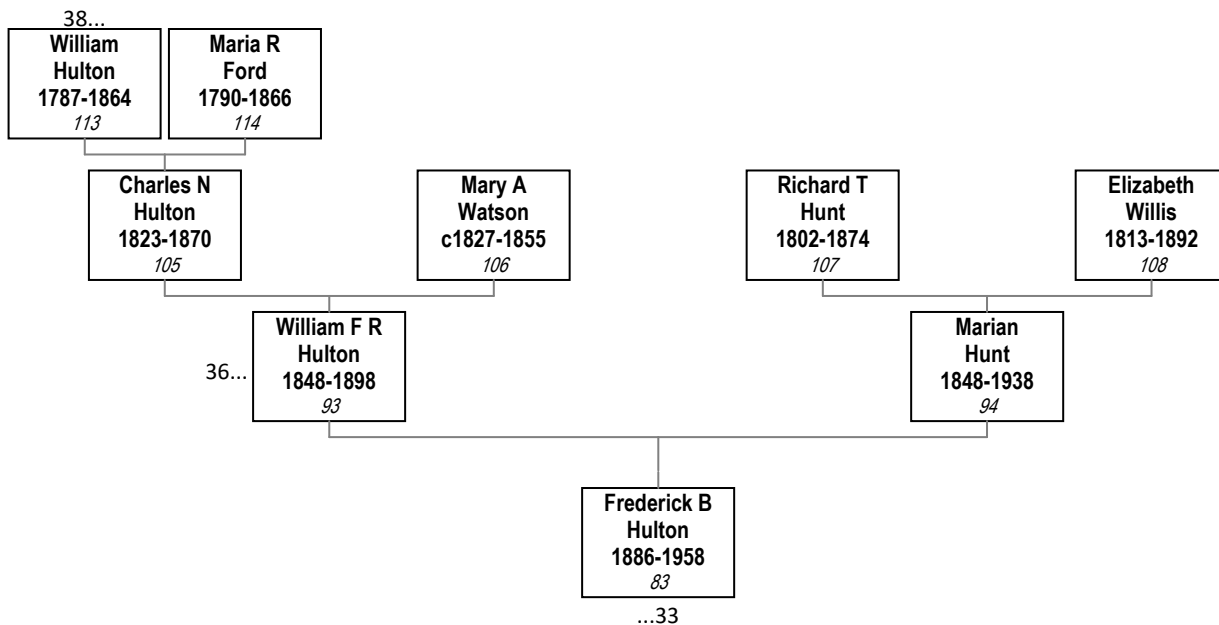 38...
William
Hulton
1787-1864
113
Maria R
Ford
1790-1866
114
Charles N
Hulton
1823-1870
105
Mary A
Watson
c1827-1855
106
Richard T
Hunt
1802-1874
107
Elizabeth
Willis
1813-1892
108
36...
William F R
Hulton
1848-1898
93
Marian
Hunt
1848-1938
94
Frederick B
Hulton
1886-1958
83
...33